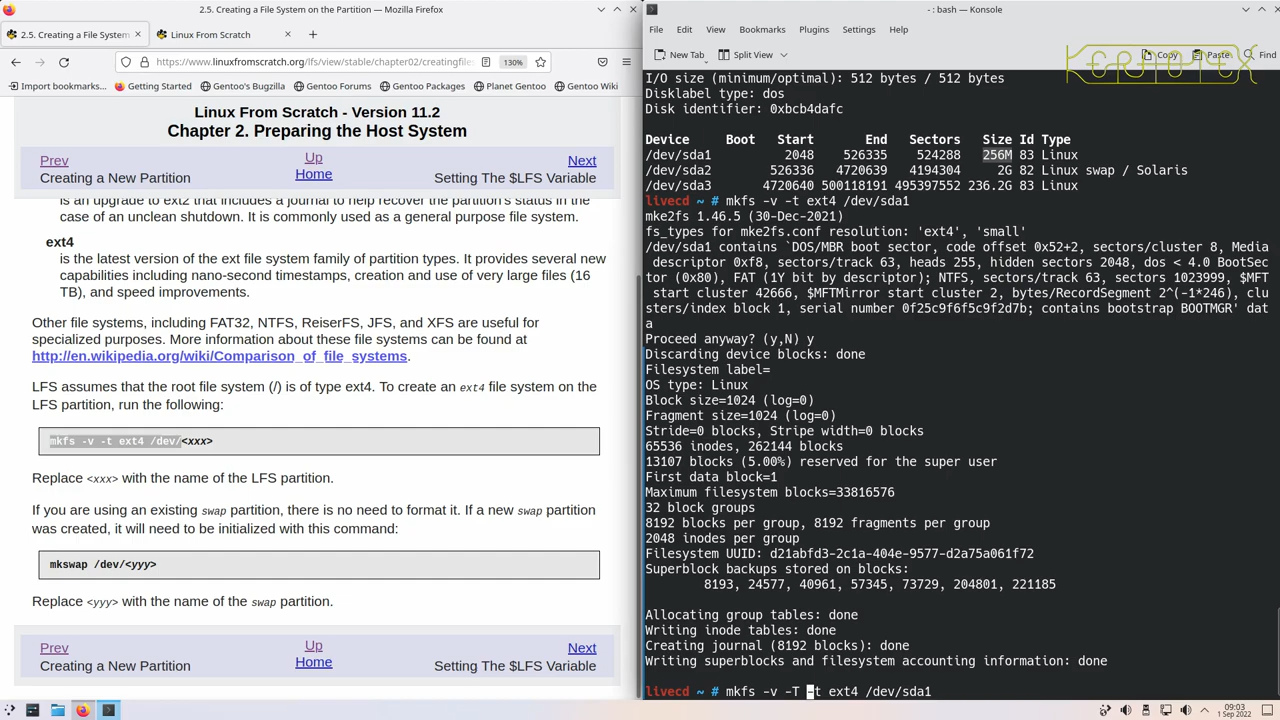 2.5. Creating a File System on the Partition — Mozilla Firefox
2.5. Creating a File System
Linux From Scratch
https://www.linuxfromscratch.org/lfs/view/stable/chapter02/creatingfiles
130%
Import bookmarks...
Getting Started
Gentoo's Bugzilla
Gentoo Forums
Gentoo Packages
Planet Gentoo
Gentoo Wiki
Linux From Scratch - Version 11.2
Chapter 2. Preparing the Host System
Prev
Up
Next
Creating a New Partition
Home
Setting The $LFS Variable
is an upgrade to ext2 that includes a journal to help recover the partition's status in the
case of an unclean shutdown. It is commonly used as a general purpose file system.
ext4
is the latest version of the ext file system family of partition types. It provides several new
capabilities including nano-second timestamps, creation and use of very large files (16
TB), and speed improvements.
Other file systems, including FAT32, NTFS, ReiserFS, JFS, and XFS are useful for
specialized purposes. More information about these file systems can be found at
http://en.wikipedia.org/wiki/Comparison_of_file_systems.
LFS assumes that the root file system (/) is of type ext4. To create an ext4 file system on the
LFS partition, run the following:
mkfs -v -t ext4 /dev/<xxx>
Replace <xxx> with the name of the LFS partition.
If you are using an existing swap partition, there is no need to format it. If a new swap partition
was created, it will need to be initialized with this command:
mkswap /dev/<yyy>
Replace <yyy> with the name of the swap partition.
Prev
Up
Next
Creating a New Partition
Home
Setting The $LFS Variable
- : bash — Konsole
File Edit View Bookmarks Plugins Settings Help
New Tab
Split View
Copy
Paste
Find
KERNOTEX
I/O size (minimum/optimal): 512 bytes / 512 bytes
Disklabel type: dos
Disk identifier: 0xbcb4dafc
Device Boot Start End Sectors Size Id Type
/dev/sda1 2048 526335 524288 256M 83 Linux
/dev/sda2 526336 4720639 4194304 2G 82 Linux swap / Solaris
/dev/sda3 4720640 500118191 495397552 236.2G 83 Linux
livecd ~ # mkfs -v -t ext4 /dev/sda1
mke2fs 1.46.5 (30-Dec-2021)
fs_types for mke2fs.conf resolution: 'ext4', 'small'
/dev/sda1 contains `DOS/MBR boot sector, code offset 0x52+2, sectors/cluster 8, Media
descriptor 0xf8, sectors/track 63, heads 255, hidden sectors 2048, dos < 4.0 BootSec
tor (0x80), FAT (1Y bit by descriptor); NTFS, sectors/track 63, sectors 1023999, $MFT
start cluster 42666, $MFTMirror start cluster 2, bytes/RecordSegment 2^(-1*246), clu
sters/index block 1, serial number 0f25c9f6f5c9f2d7b; contains bootstrap BOOTMGR' dat
a
Proceed anyway? (y,N) y
Discarding device blocks: done
Filesystem label=
OS type: Linux
Block size=1024 (log=0)
Fragment size=1024 (log=0)
Stride=0 blocks, Stripe width=0 blocks
65536 inodes, 262144 blocks
13107 blocks (5.00%) reserved for the super user
First data block=1
Maximum filesystem blocks=33816576
32 block groups
8192 blocks per group, 8192 fragments per group
2048 inodes per group
Filesystem UUID: d21abfd3-2c1a-404e-9577-d2a75a061f72
Superblock backups stored on blocks:
8193, 24577, 40961, 57345, 73729, 204801, 221185
Allocating group tables: done
Writing inode tables: done
Creating journal (8192 blocks): done
Writing superblocks and filesystem accounting information: done
livecd ~ # mkfs -v -T -t ext4 /dev/sda1
09:03
1 Sep 2022